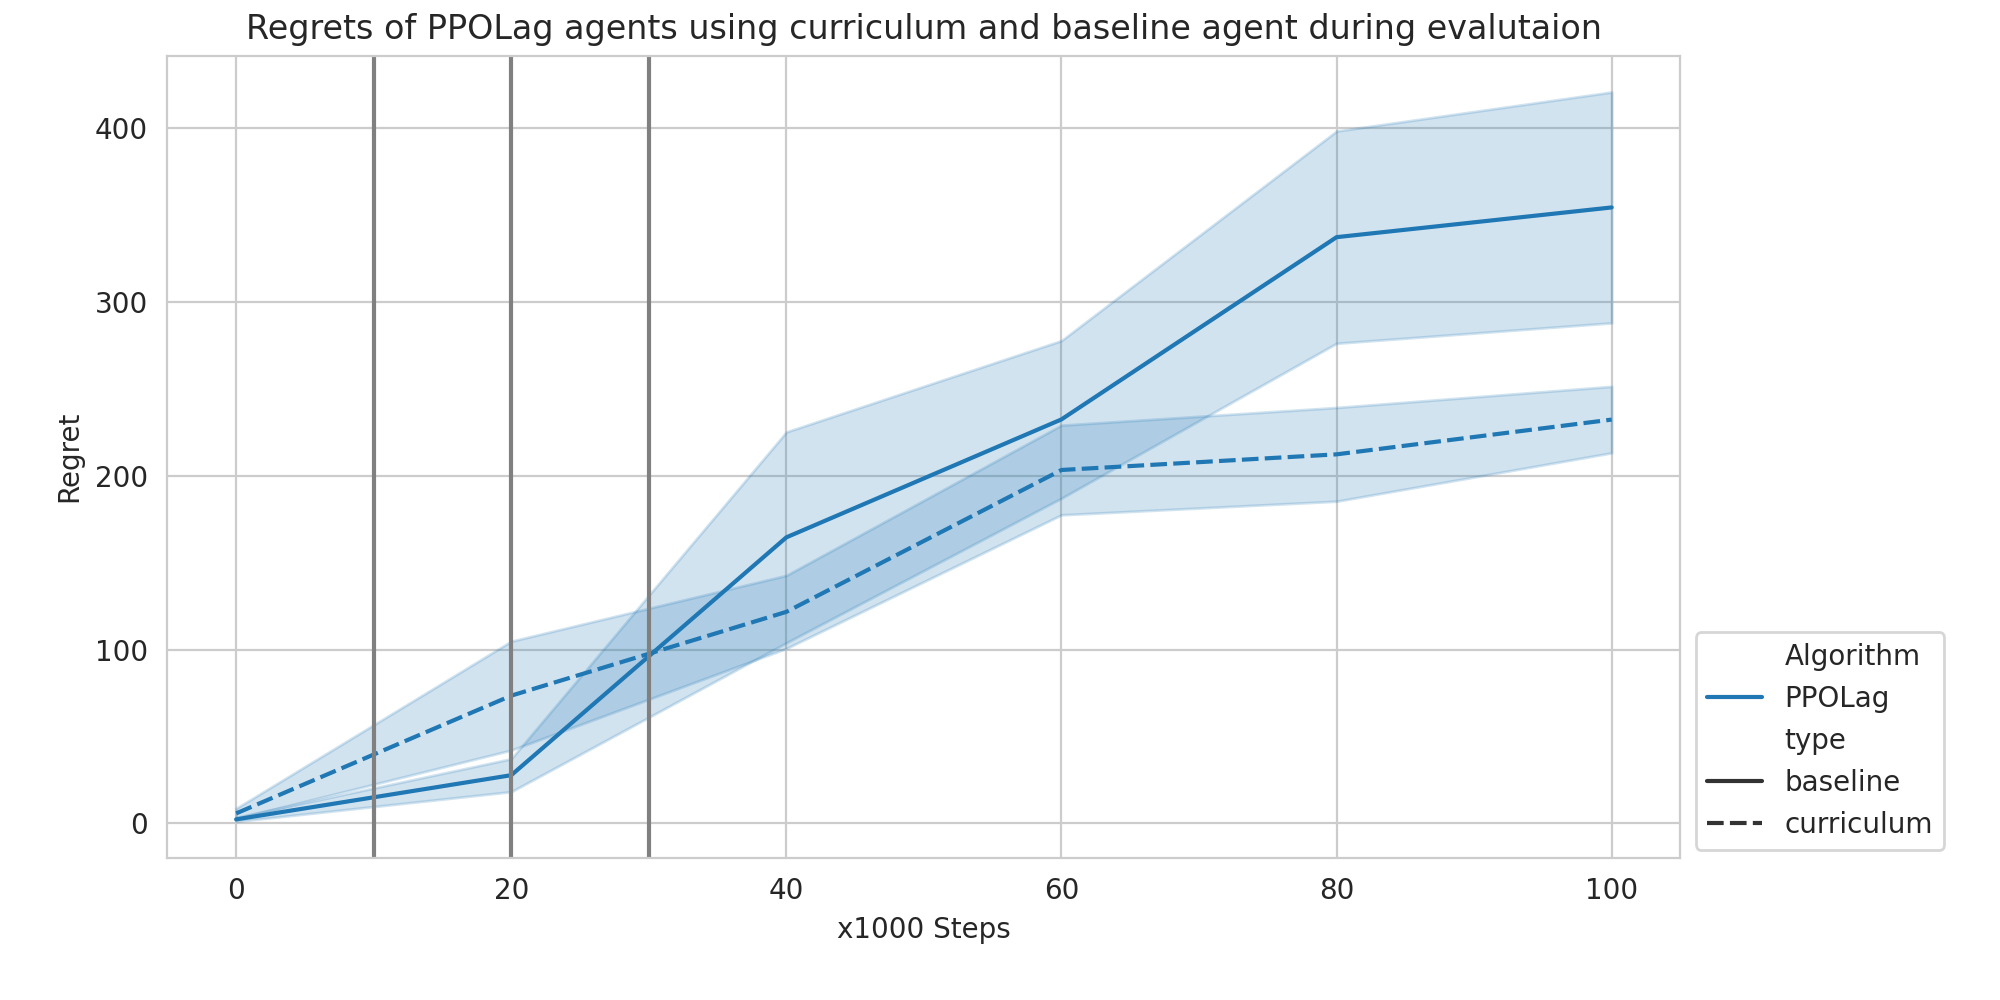 Regrets of PPOLag agents using curriculum and baseline agent during evalutaion
400
300
200
100
0
Regret
0 20 40 60 80 100
x1000 Steps
Algorithm
PPOLag
type
baseline
curriculum